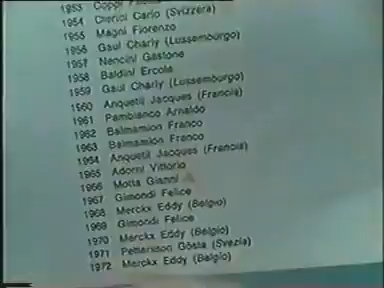 1953 Coppi
1954 Clerici Carlo (Svizzera)
1955 Magni Fiorenzo
1956 Gaul Charly (Lussemburgo)
1957 Nencini Gastone
1958 Baldini Ercole
1959 Gaul Charly (Lussemburgo)
1960 Anquetil Jacques (Francia)
1961 Pambianco Arnaldo
1962 Balmamion Franco
1963 Balmamion Franco
1964 Anquetil Jacques (Francia)
1965 Adorni Vittorio
1966 Motta Gianni
1967 Gimondi Felice
1968 Merckx Eddy (Belgio)
1969 Gimondi Felice
1970 Merckx Eddy (Belgio)
1971 Pettersson Gösta (Svezia)
1972 Merckx Eddy (Belgio)